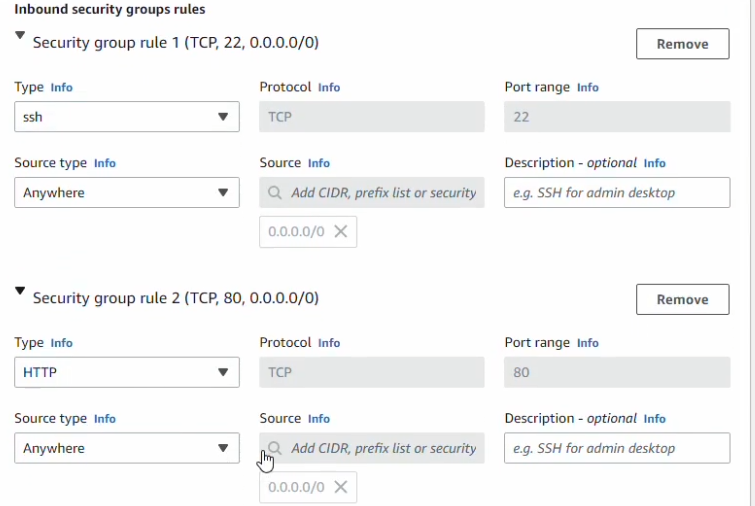 Inbound security groups rules
Security group rule 1 (TCP, 22, 0.0.0.0/0)
Remove
Type Info
Protocol Info
Port range Info
ssh
TCP
22
Source type Info
Source Info
Description - optional Info
Anywhere
Add CIDR, prefix list or security
e.g. SSH for admin desktop
0.0.0.0/0
Security group rule 2 (TCP, 80, 0.0.0.0/0)
Remove
Type Info
Protocol Info
Port range Info
HTTP
TCP
80
Source type Info
Source Info
Description - optional Info
Anywhere
Add CIDR, prefix list or security
e.g. SSH for admin desktop
0.0.0.0/0